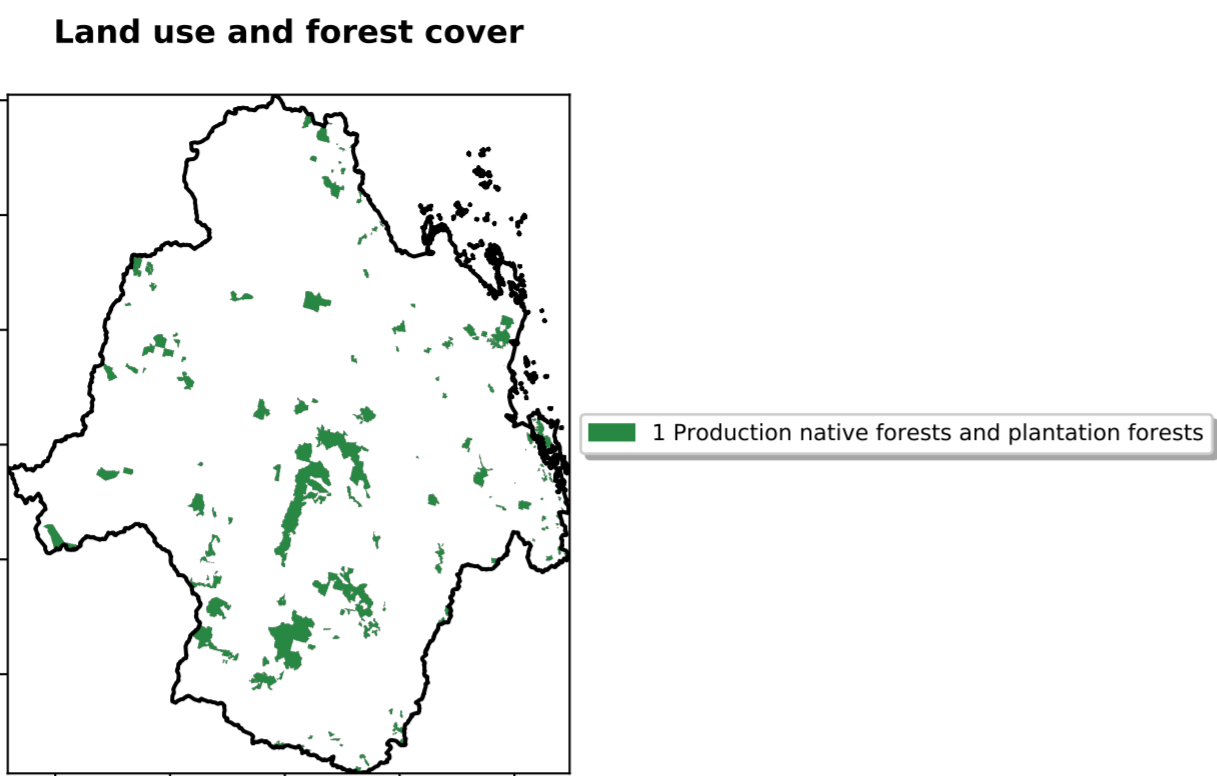 Land use and forest cover
1 Production native forests and plantation forests